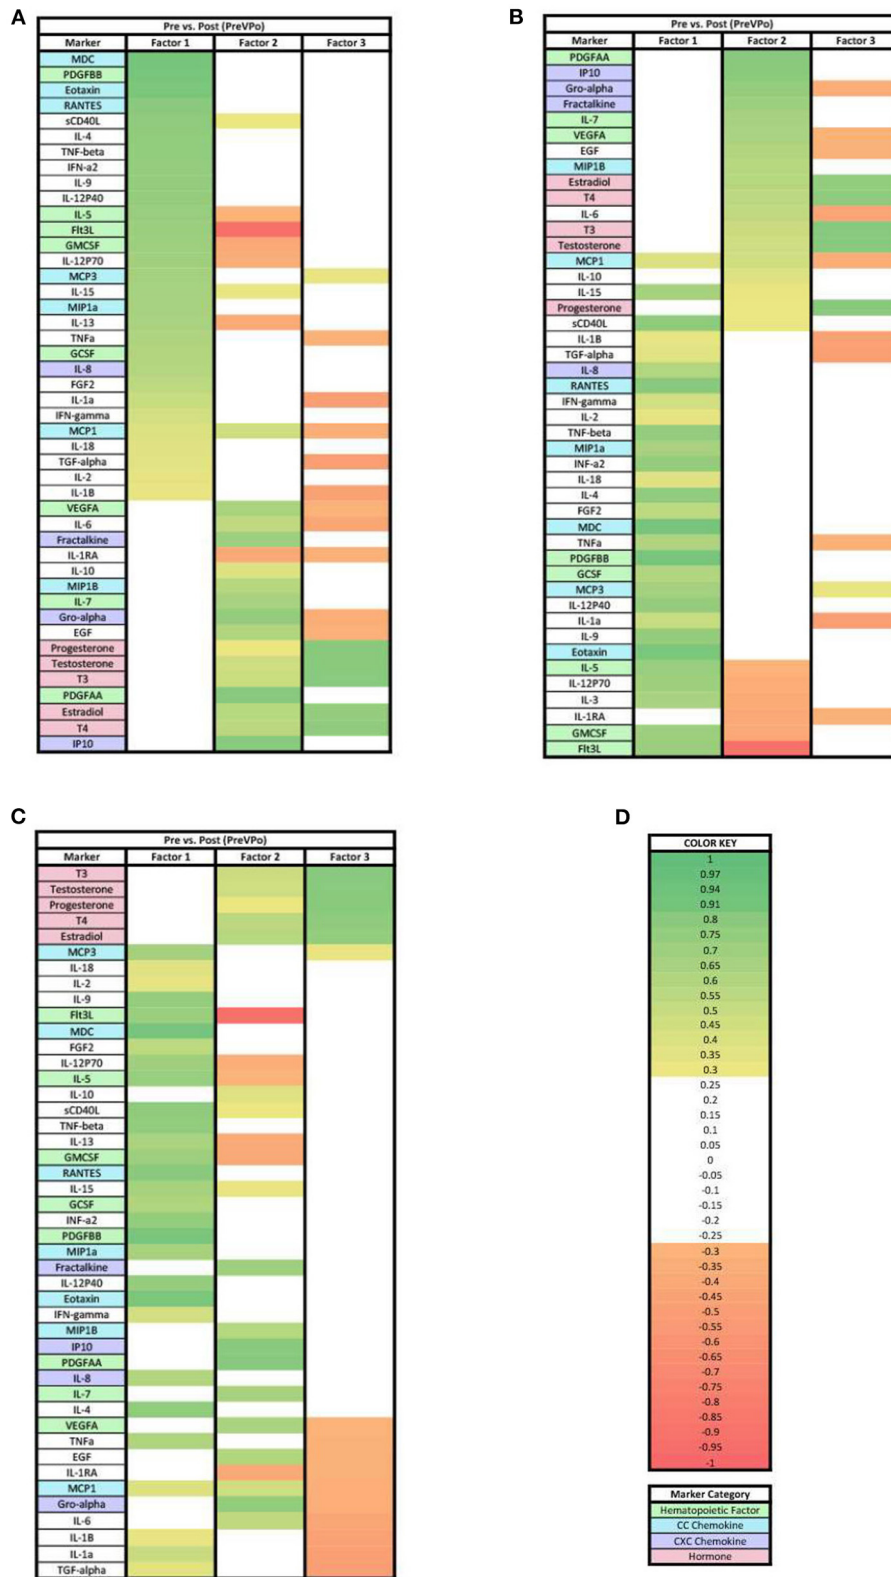 A
Pre vs. Post (PreVPo)
Marker Factor 1 Factor 2 Factor 3
MDC
PDGFBB
Eotaxin
RANTES
sCD40L
IL-4
TNF-beta
IFN-a2
IL-9
IL-12P40
IL-5
Flt3L
GMCSF
IL-12P70
MCP3
IL-15
MIP1a
IL-13
TNFa
GCSF
IL-8
FGF2
IL-1a
IFN-gamma
MCP1
IL-18
TGF-alpha
IL-2
IL-1B
VEGFA
IL-6
Fractalkine
IL-1RA
IL-10
MIP1B
IL-7
Gro-alpha
EGF
Progesterone
Testosterone
T3
PDGFAA
Estradiol
T4
IP10
B
Pre vs. Post (PreVPo)
Marker Factor 1 Factor 2 Factor 3
PDGFAA
IP10
Gro-alpha
Fractalkine
IL-7
VEGFA
EGF
MIP1B
Estradiol
T4
IL-6
T3
Testosterone
MCP1
IL-10
IL-15
Progesterone
sCD40L
IL-1B
TGF-alpha
IL-8
RANTES
IFN-gamma
IL-2
TNF-beta
MIP1a
INF-a2
IL-18
IL-4
FGF2
MDC
TNFa
PDGFBB
GCSF
MCP3
IL-12P40
IL-1a
IL-9
Eotaxin
IL-5
IL-12P70
IL-3
IL-1RA
GMCSF
Flt3L
C
Pre vs. Post (PreVPo)
Marker Factor 1 Factor 2 Factor 3
T3
Testosterone
Progesterone
T4
Estradiol
MCP3
IL-18
IL-2
IL-9
Flt3L
MDC
FGF2
IL-12P70
IL-5
IL-10
sCD40L
TNF-beta
IL-13
GMCSF
RANTES
IL-15
GCSF
INF-a2
PDGFBB
MIP1a
Fractalkine
IL-12P40
Eotaxin
IFN-gamma
MIP1B
IP10
PDGFAA
IL-8
IL-7
IL-4
VEGFA
TNFa
EGF
IL-1RA
MCP1
Gro-alpha
IL-6
IL-1B
IL-1a
TGF-alpha
D
COLOR KEY
1
0.97
0.94
0.91
0.8
0.75
0.7
0.65
0.6
0.55
0.5
0.45
0.4
0.35
0.3
0.25
0.2
0.15
0.1
0.05
0
-0.05
-0.1
-0.15
-0.2
-0.25
-0.3
-0.35
-0.4
-0.45
-0.5
-0.55
-0.6
-0.65
-0.7
-0.75
-0.8
-0.85
-0.9
-0.95
-1
Marker Category
Hematopoietic Factor
CC Chemokine
CXC Chemokine
Hormone